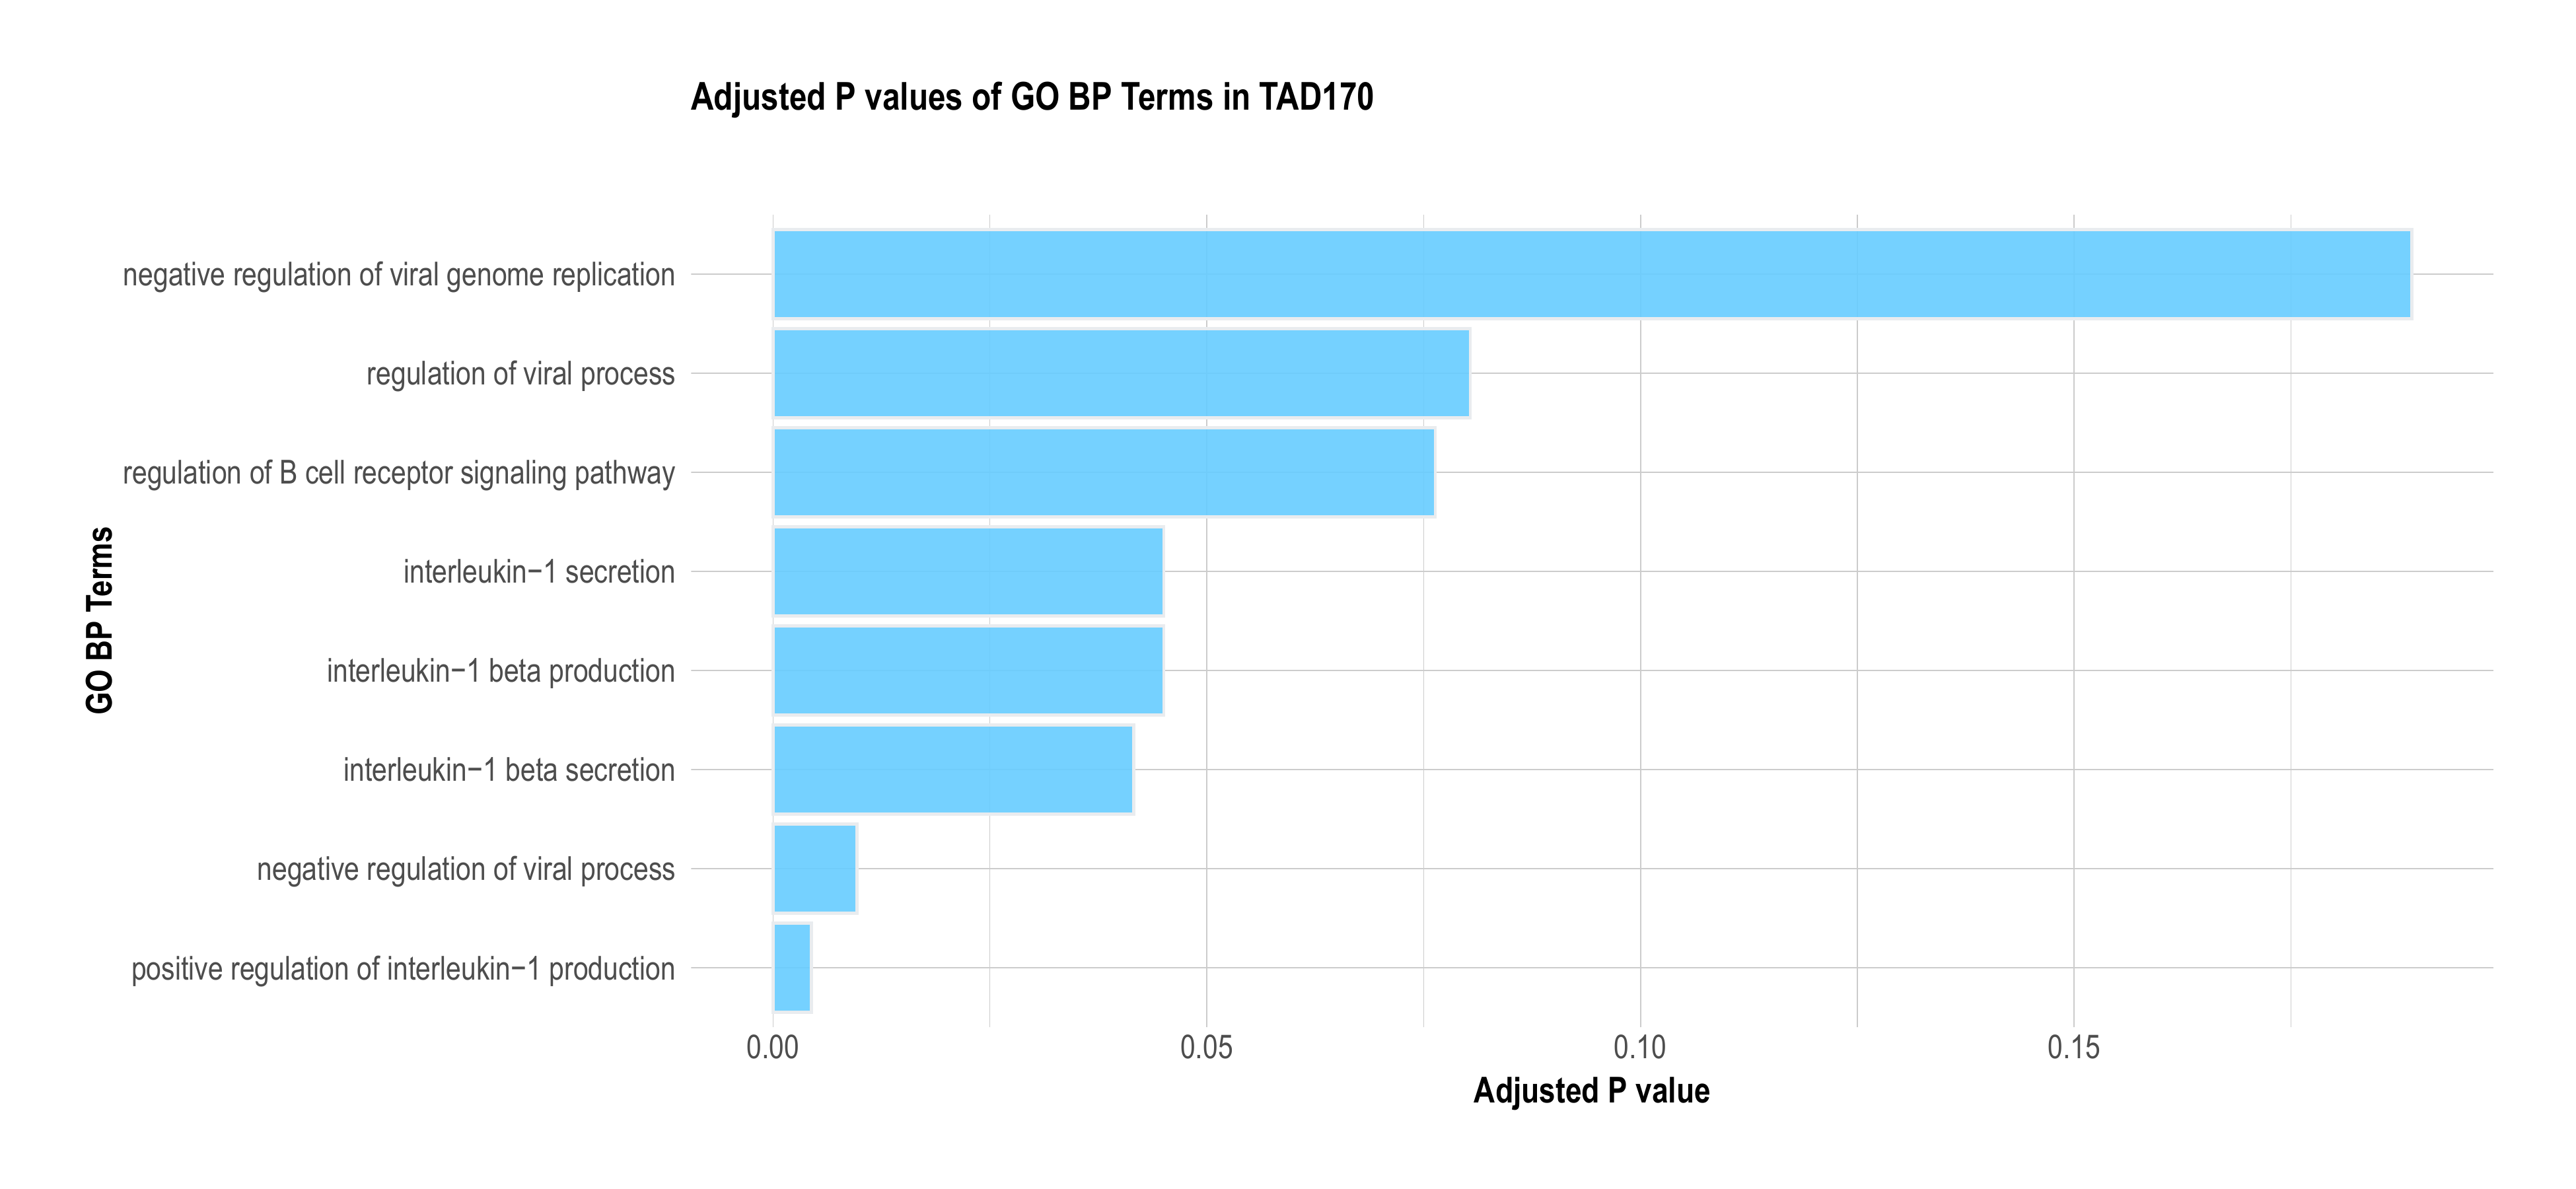 Adjusted P values of GO BP Terms in TAD170
GO BP Terms
negative regulation of viral genome replication
regulation of viral process
regulation of B cell receptor signaling pathway
interleukin−1 secretion
interleukin−1 beta production
interleukin−1 beta secretion
negative regulation of viral process
positive regulation of interleukin−1 production
0.00 0.05 0.10 0.15
Adjusted P value